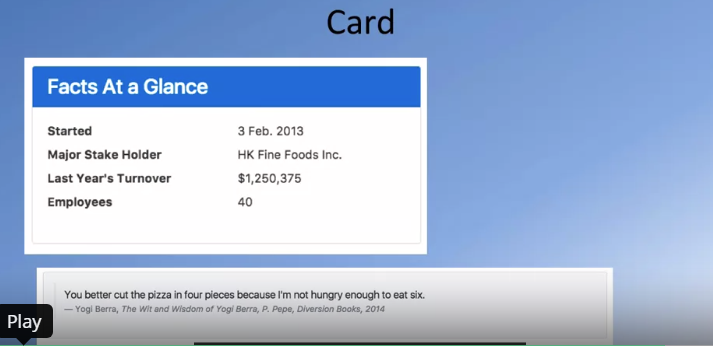 Card
Facts At a Glance
Started 3 Feb. 2013
Major Stake Holder HK Fine Foods Inc.
Last Year's Turnover $1,250,375
Employees 40
You better cut the pizza in four pieces because I'm not hungry enough to eat six.
— Yogi Berra, The Wit and Wisdom of Yogi Berra, P. Pepe, Diversion Books, 2014
Play